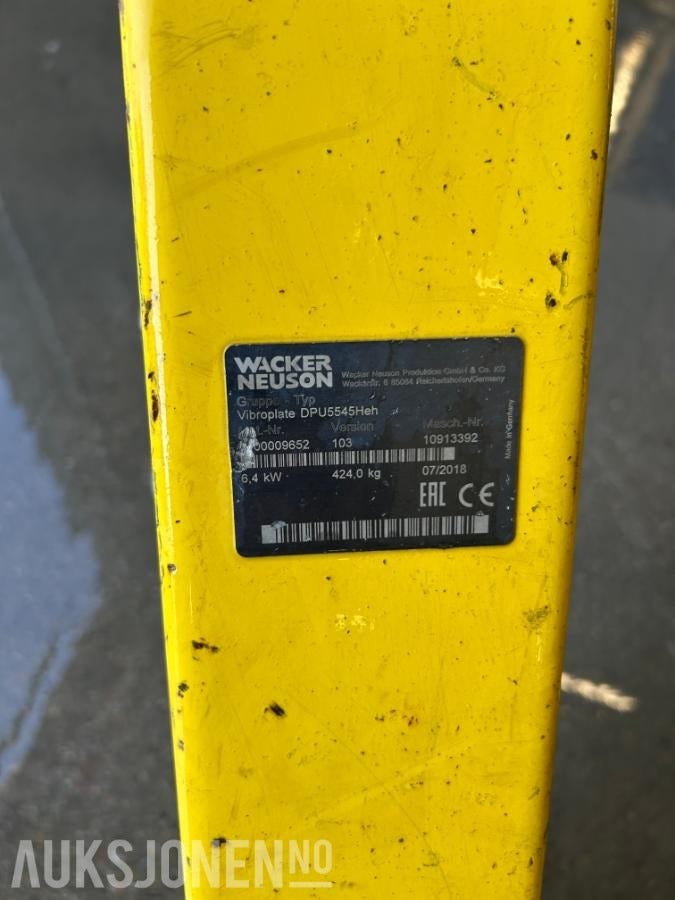 WACKER
NEUSON
Wacker Neuson Produktion GmbH & Co. KG
Wackerstr. 6 85084 Reichertshofen/Germany
Gruppe - Typ
Vibroplate DPU5545Heh
Version
Masch.-Nr.
00009652
103
10913392
6,4 kW
424,0 kg
07/2018
EAC CE
Made in Germany
AUKSJONEN.NO